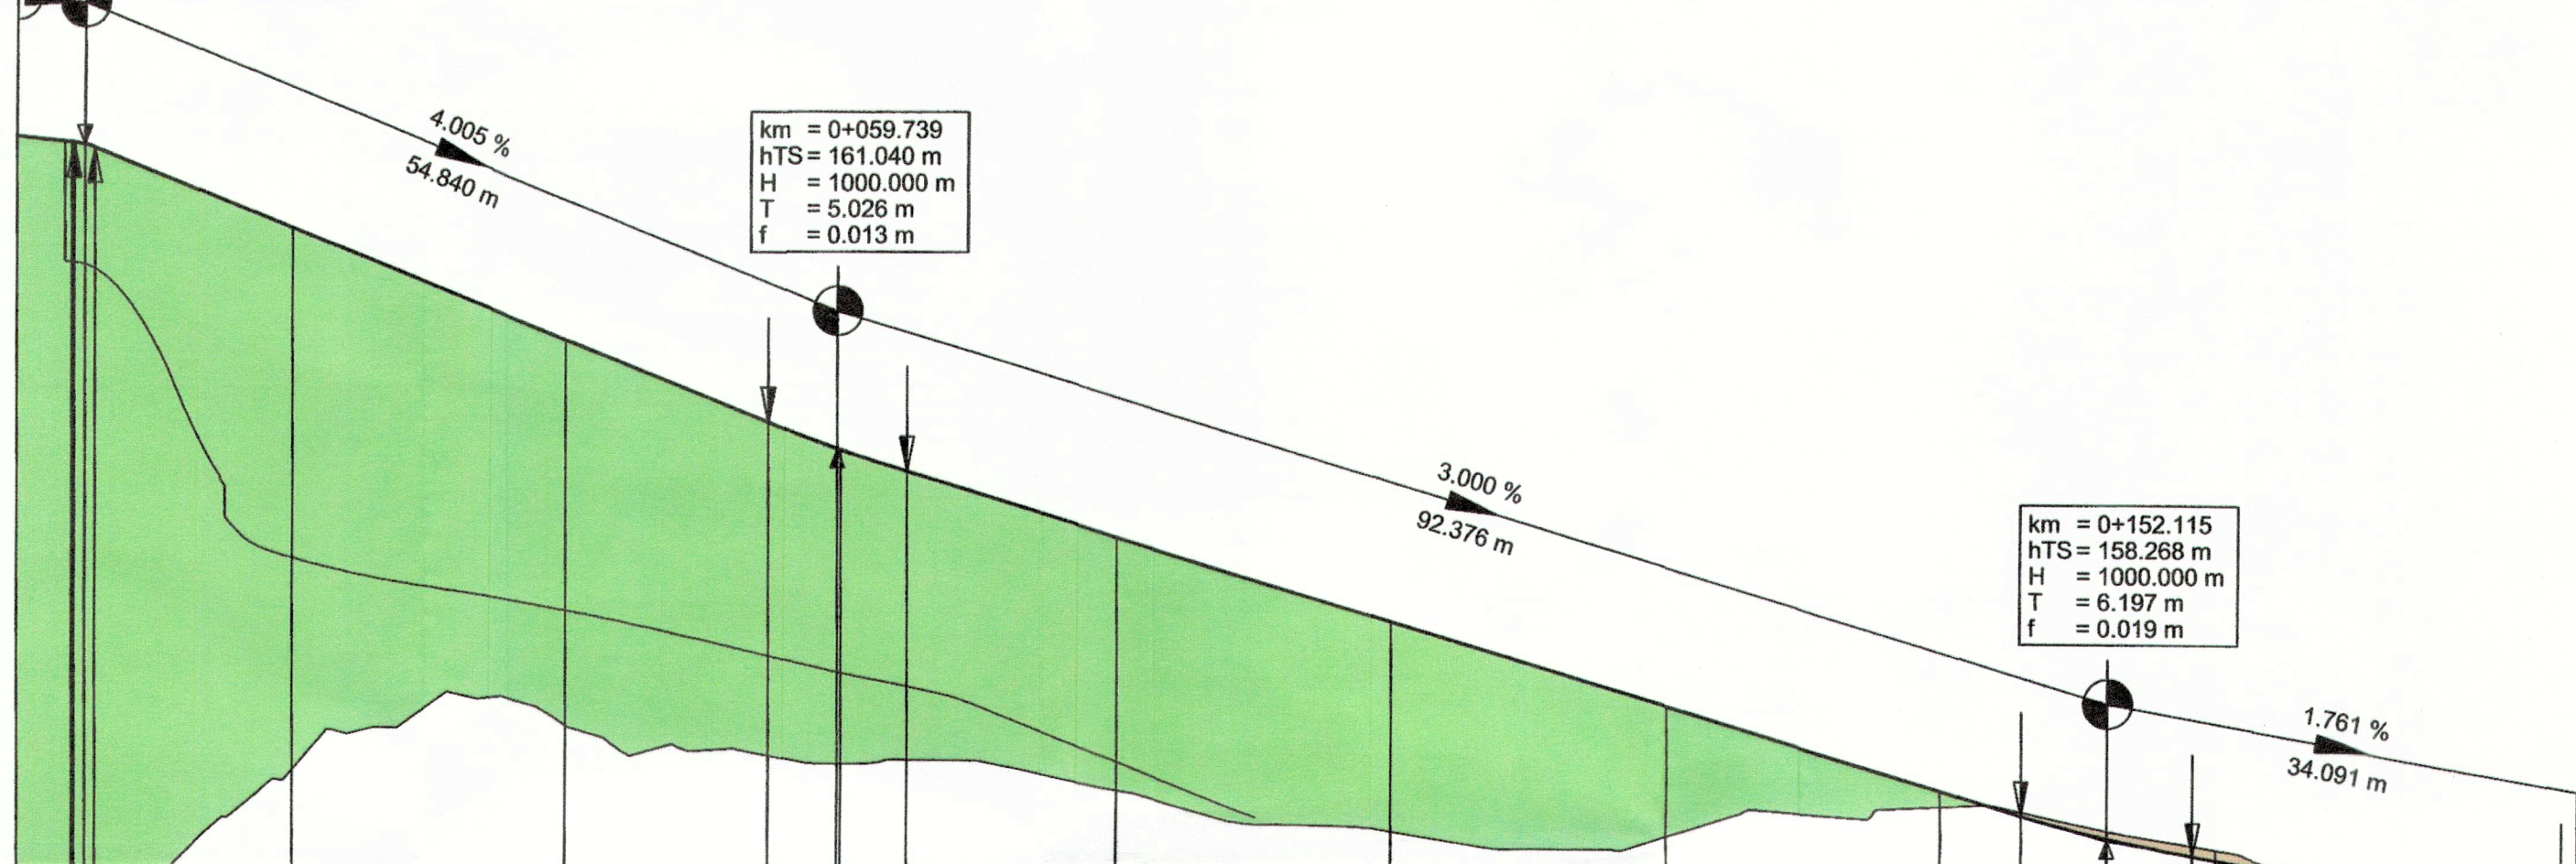 4.005 %
54.840 m
km = 0+059.739
hTS = 161.040 m
H = 1000.000 m
T = 5.026 m
f = 0.013 m
3.000 %
92.376 m
km = 0+152.115
hTS = 158.268 m
H = 1000.000 m
T = 6.197 m
f = 0.019 m
1.761 %
34.091 m